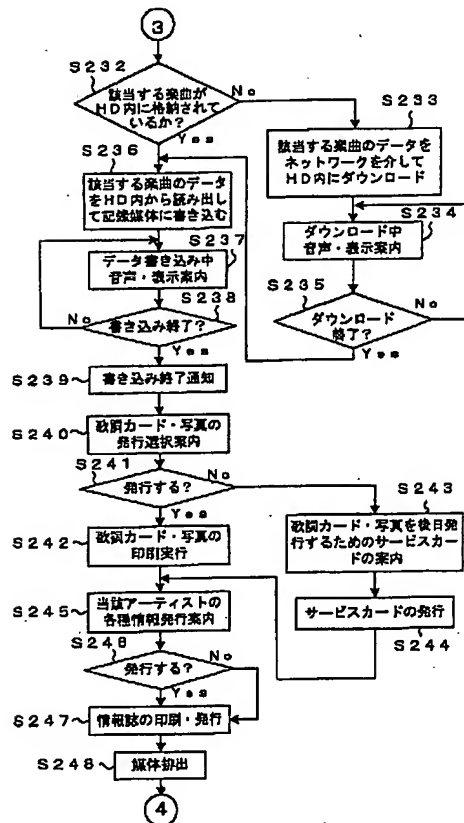 3
S232
該当する楽曲が
HD内に格納されて
いるか?
No
Yes
S233
該当する楽曲のデータを
ネットワークを介して
HD内にダウンロード
S234
ダウンロード中
音声・表示案内
S235
ダウンロード
終了?
No
Yes
S236
該当する楽曲のデータ
をHD内から読み出し
て記憶媒体に書き込む
S237
データ書き込み中
音声・表示案内
S238
No
書き込み終了?
Yes
S239
書き込み終了通知
S240
歌詞カード・写真の
発行選択案内
S241
発行する?
No
Yes
S242
歌詞カード・写真の
印刷実行
S243
歌詞カード・写真を後日発
行するためのサービスカー
ドの案内
サービスカードの発行
S244
S245
当該アーティストの
各種情報発行案内
S246
発行する?
No
Yes
S247
情報誌の印刷・発行
S248
媒体排出
4